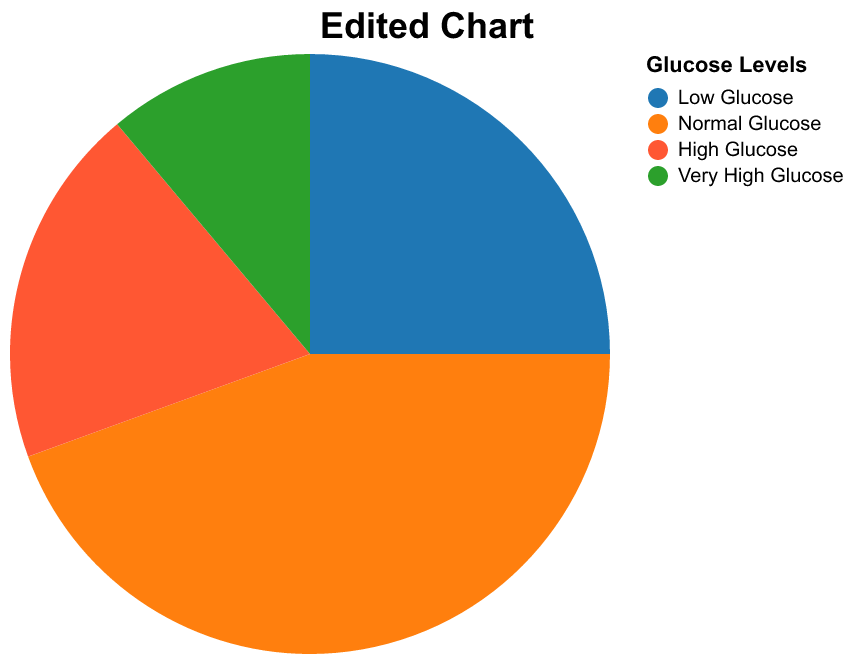 Edited Chart
Glucose Levels
Low Glucose
Normal Glucose
High Glucose
Very High Glucose